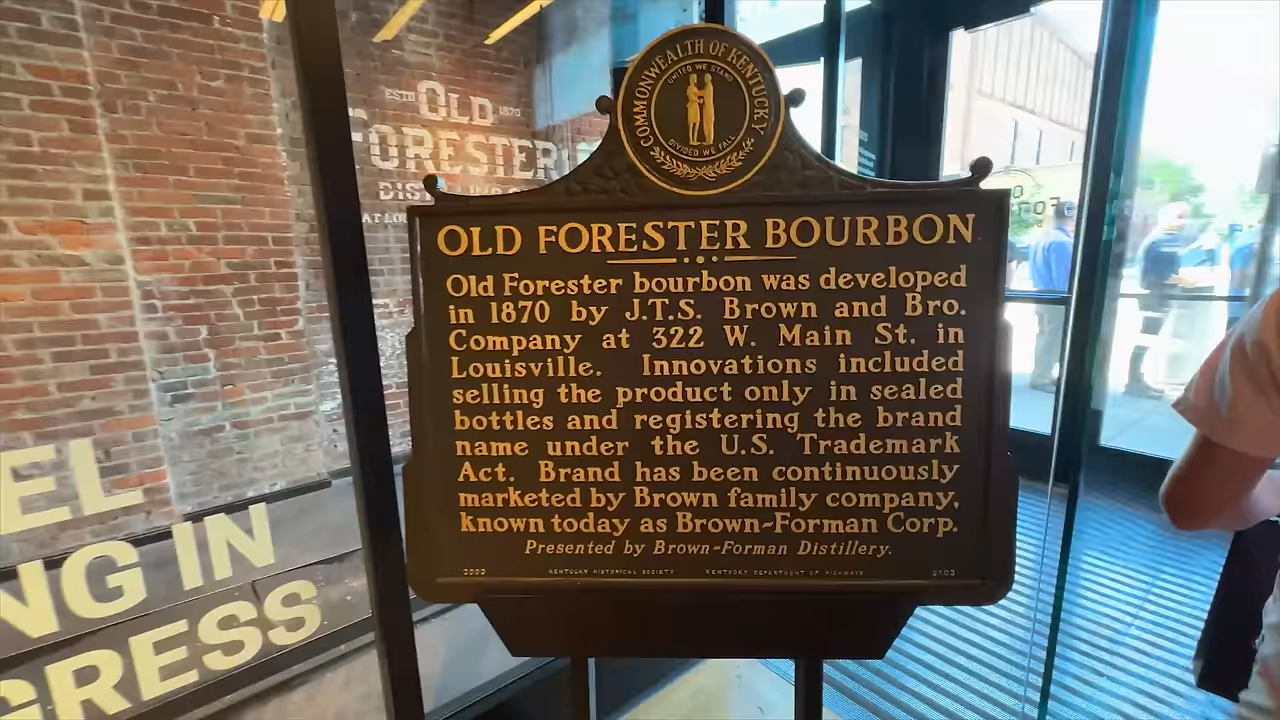 COMMONWEALTH OF KENTUCKY
UNITED WE STAND
DIVIDED WE FALL
OLD FORESTER BOURBON
Old Forester bourbon was developed
in 1870 by J.T.S. Brown and Bro.
Company at 322 W. Main St. in
Louisville. Innovations included
selling the product only in sealed
bottles and registering the brand
name under the U.S. Trademark
Act. Brand has been continuously
marketed by Brown family company,
known today as Brown-Forman Corp.
Presented by Brown-Forman Distillery.
KENTUCKY HISTORICAL SOCIETY KENTUCKY DEPARTMENT OF HIGHWAYS
ESTD OLD 1870
FORESTER
EL
NG IN
GRESS